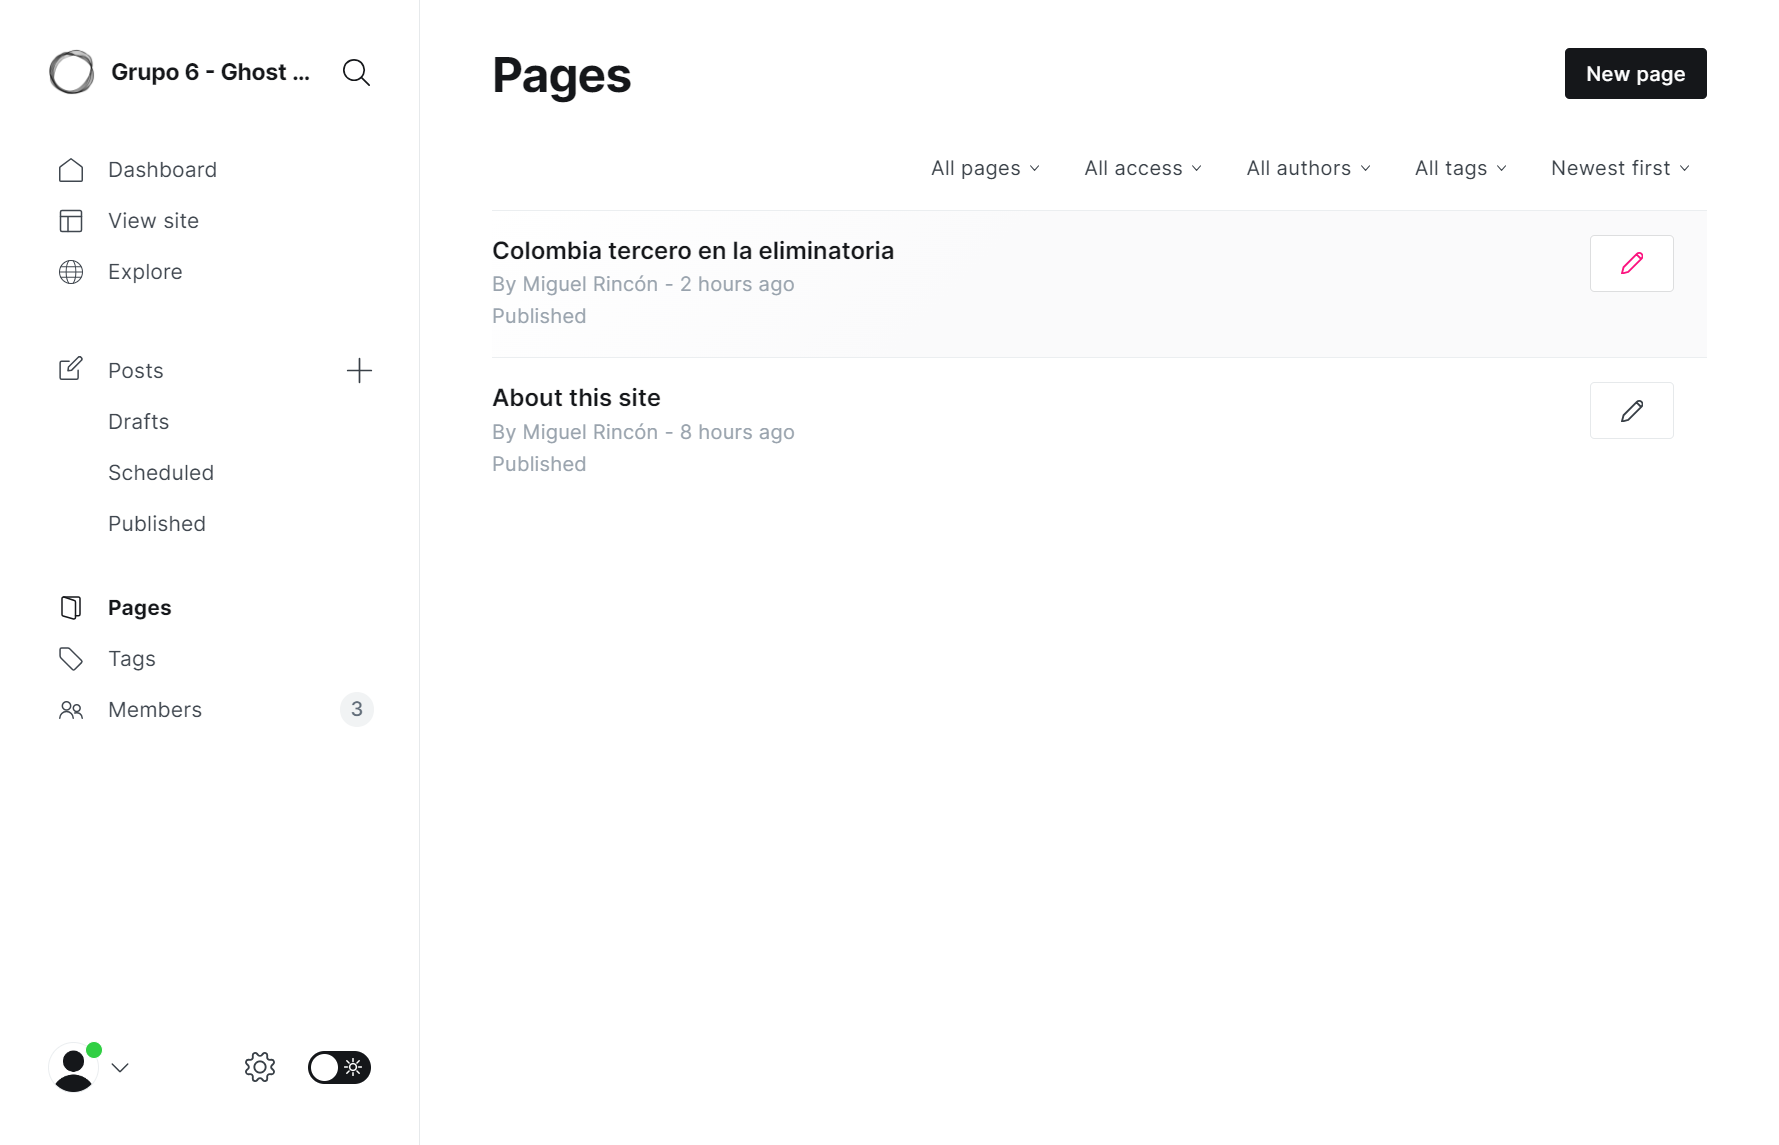 Grupo 6 - Ghost ...
Dashboard
View site
Explore
Posts
Drafts
Scheduled
Published
Pages
Tags
Members
3
Pages
New page
All pages
All access
All authors
All tags
Newest first
Colombia tercero en la eliminatoria
By Miguel Rincón - 2 hours ago
Published
About this site
By Miguel Rincón - 8 hours ago
Published